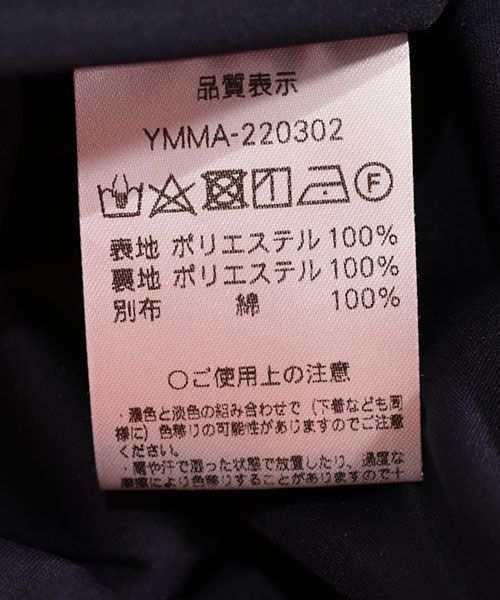 品質表示
YMMA-220302
F
表地 ポリエステル 100%
裏地 ポリエステル 100%
別布 綿 100%
○ご使用上の注意
・濃色と淡色の組み合わせで(下着なども同
様に)色移りの可能性がありますのでご注意
ください。
・雨や汗で湿った状態で放置したり、過度な
摩擦により色移りすることがありますので十